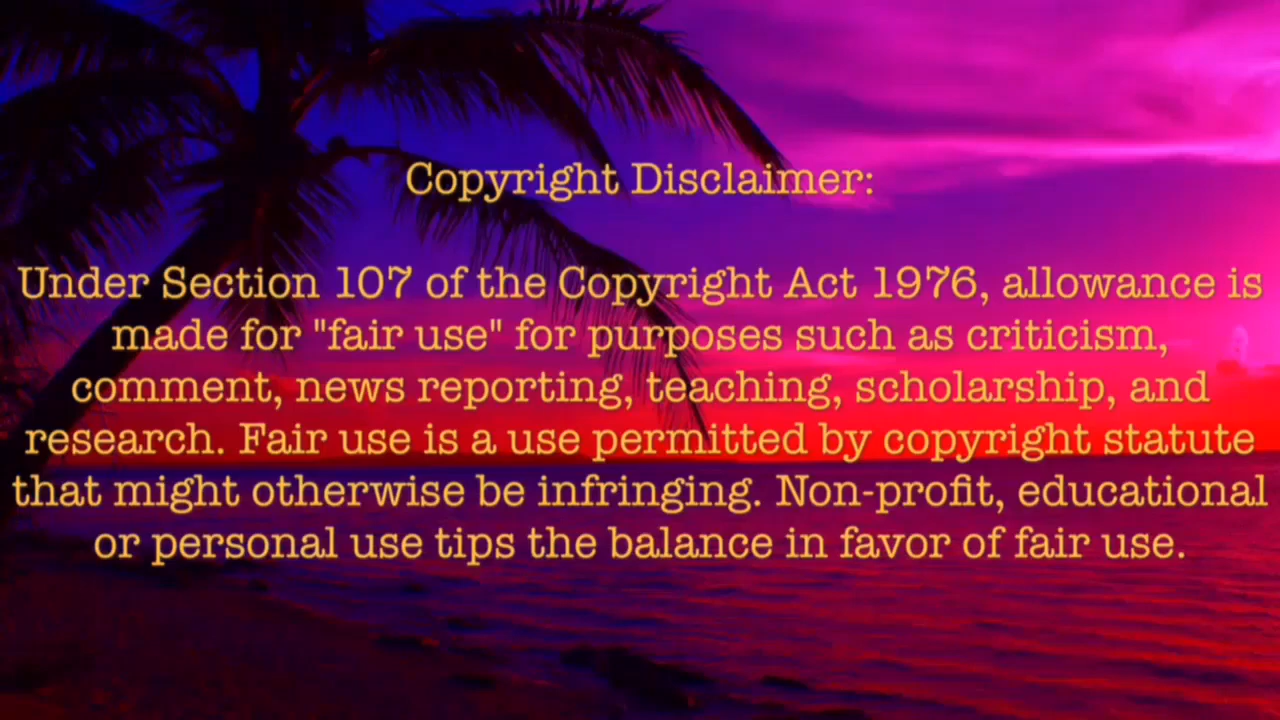 Copyright Disclaimer:
Under Section 107 of the Copyright Act 1976, allowance is
made for "fair use" for purposes such as criticism,
comment, news reporting, teaching, scholarship, and
research. Fair use is a use permitted by copyright statute
that might otherwise be infringing. Non-profit, educational
or personal use tips the balance in favor of fair use.